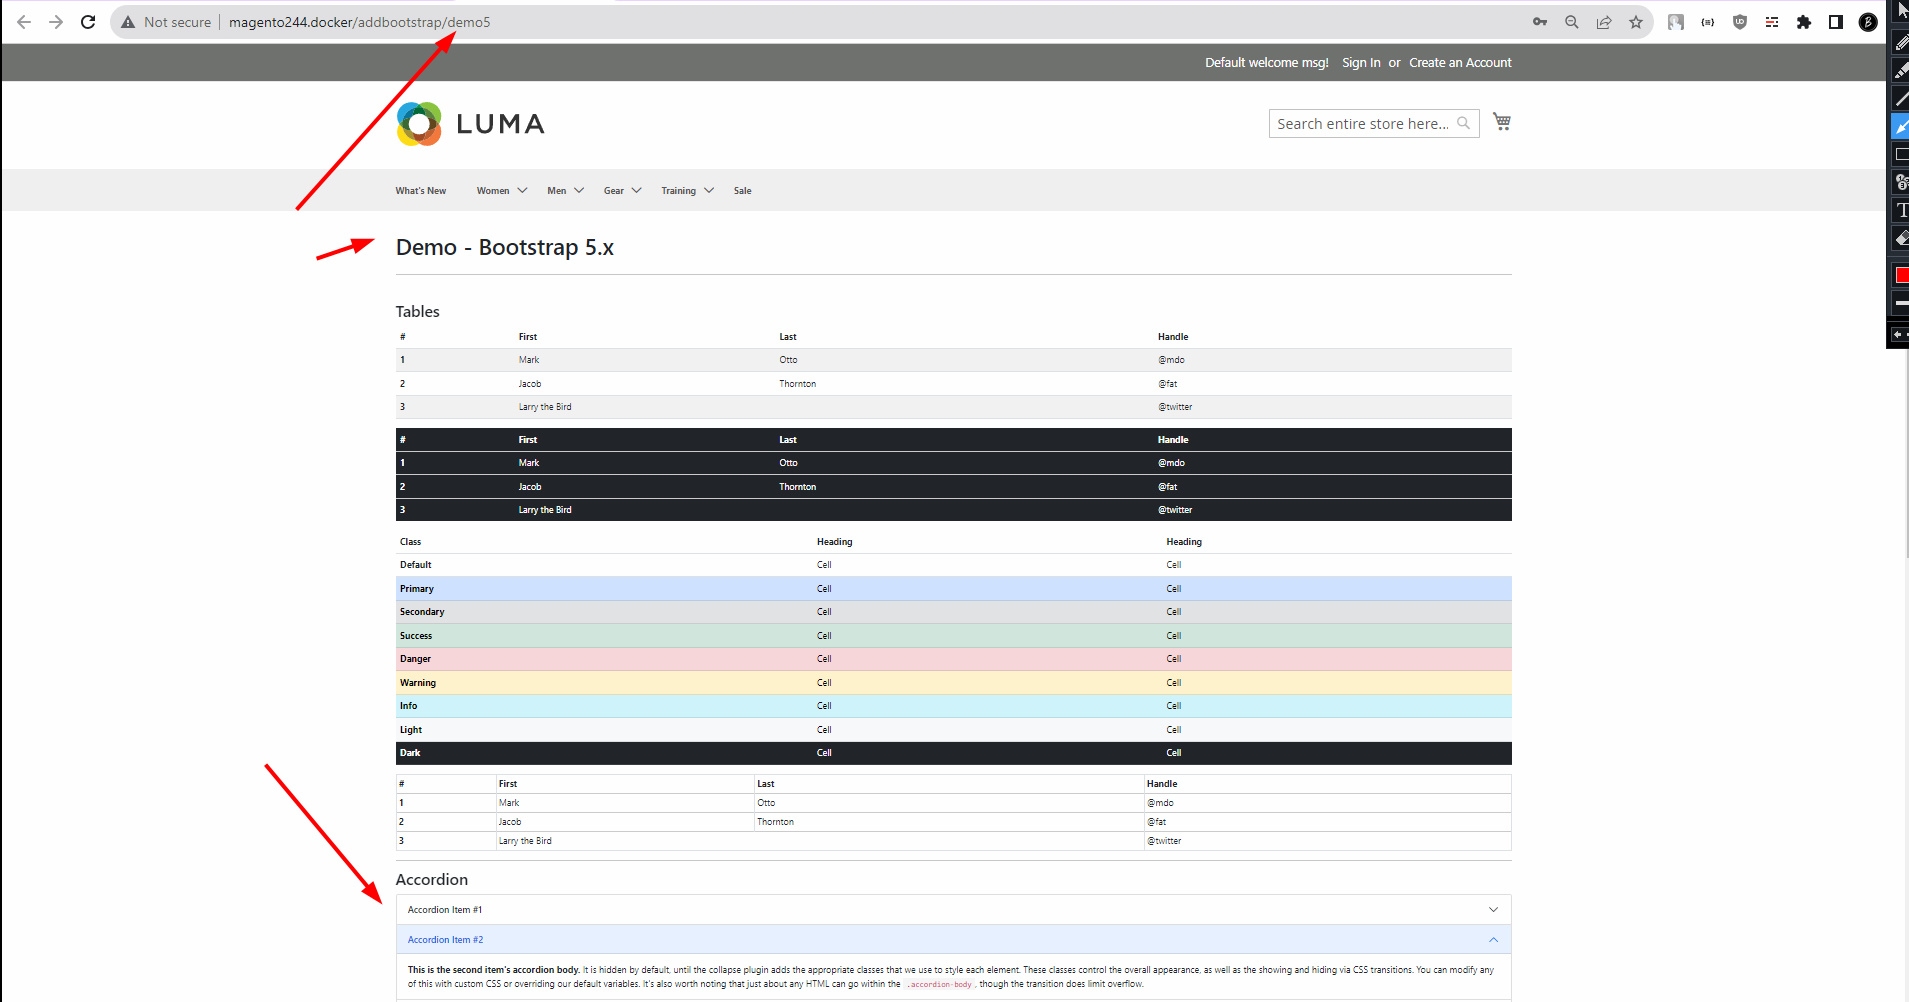 Not secure magento244.docker/addbootstrap/demo5
Default welcome msg! Sign In or Create an Account
LUMA
Search entire store here...
What's New Women Men Gear Training Sale
Demo - Bootstrap 5.x
Tables
# First Last Handle
1 Mark Otto @mdo
2 Jacob Thornton @fat
3 Larry the Bird @twitter
# First Last Handle
1 Mark Otto @mdo
2 Jacob Thornton @fat
3 Larry the Bird @twitter
Class Heading Heading
Default Cell Cell
Primary Cell Cell
Secondary Cell Cell
Success Cell Cell
Danger Cell Cell
Warning Cell Cell
Info Cell Cell
Light Cell Cell
Dark Cell Cell
# First Last Handle
1 Mark Otto @mdo
2 Jacob Thornton @fat
3 Larry the Bird @twitter
Accordion
Accordion Item #1
Accordion Item #2
This is the second item's accordion body. It is hidden by default, until the collapse plugin adds the appropriate classes that we use to style each element. These classes control the overall appearance, as well as the showing and hiding via CSS transitions. You can modify any
of this with custom CSS or overriding our default variables. It's also worth noting that just about any HTML can go within the .accordion-body, though the transition does limit overflow.